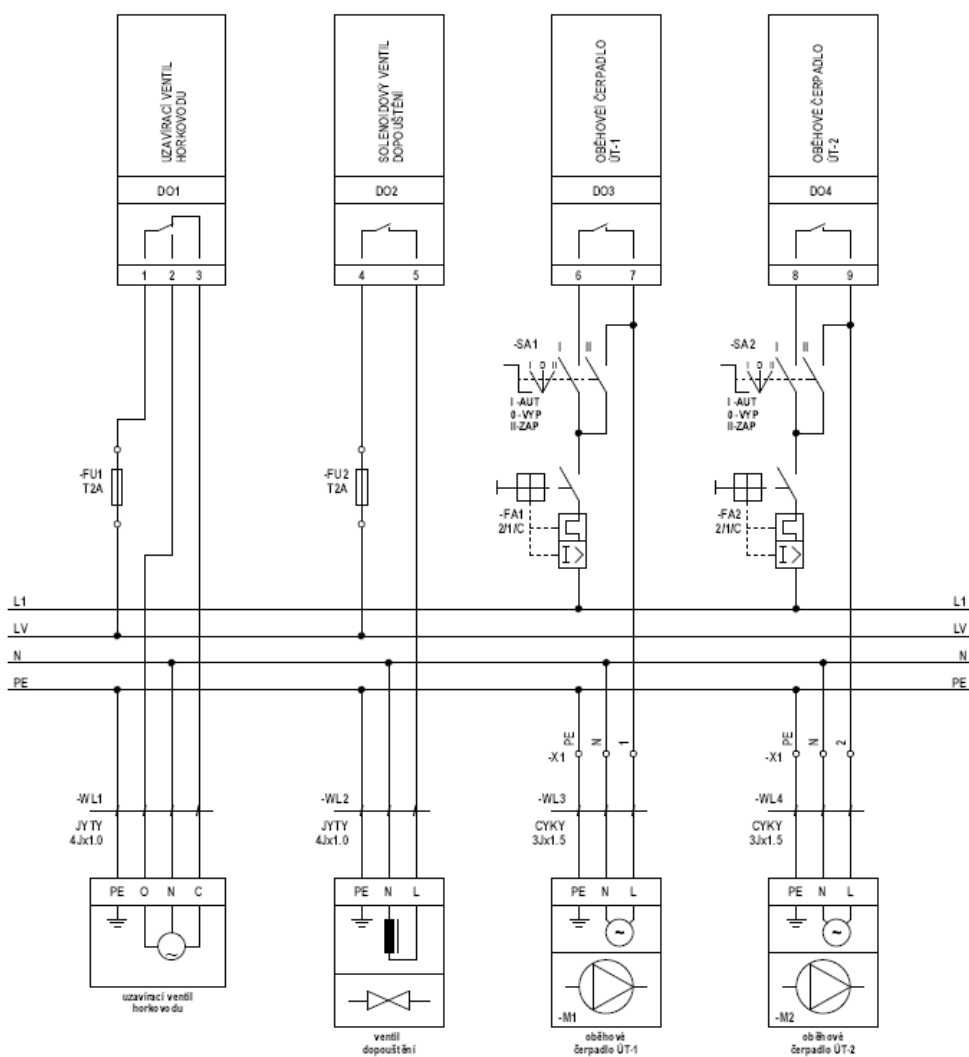 UZAVÍRACÍ VENTIL
HORKOVODU
SOLENOIDOVÝ VENTIL
DOPOUŠTĚNÍ
OBĚHOVÉÍ ČERPADLO
ÚT-1
OBĚHOVÉ ČERPADLO
ÚT-2
DO1
DO2
DO3
DO4
1 2 3
4 5
6 7
8 9
-SA1 I II
I 0 II
I -AUT
0 -VYP
II-ZAP
-SA2 I II
I 0 II
I -AUT
0 -VYP
II-ZAP
-FU1
T2A
-FU2
T2A
-FA1
2/1/C
I >
-FA2
2/1/C
I >
L1 L1
LV LV
N N
PE PE
-X1 PE N 1
-X1 PE N 2
-WL1
JYTY
4Jx1.0
-WL2
JYTY
4Jx1.0
-WL3
CYKY
3Jx1.5
-WL4
CYKY
3Jx1.5
PE O N C
PE N L
PE N L
PE N L
~
~
~
-M1
-M2
uzavírací ventil
horkovodu
ventil
dopouštění
oběhové
čerpadlo ÚT-1
oběhové
čerpadlo ÚT-2